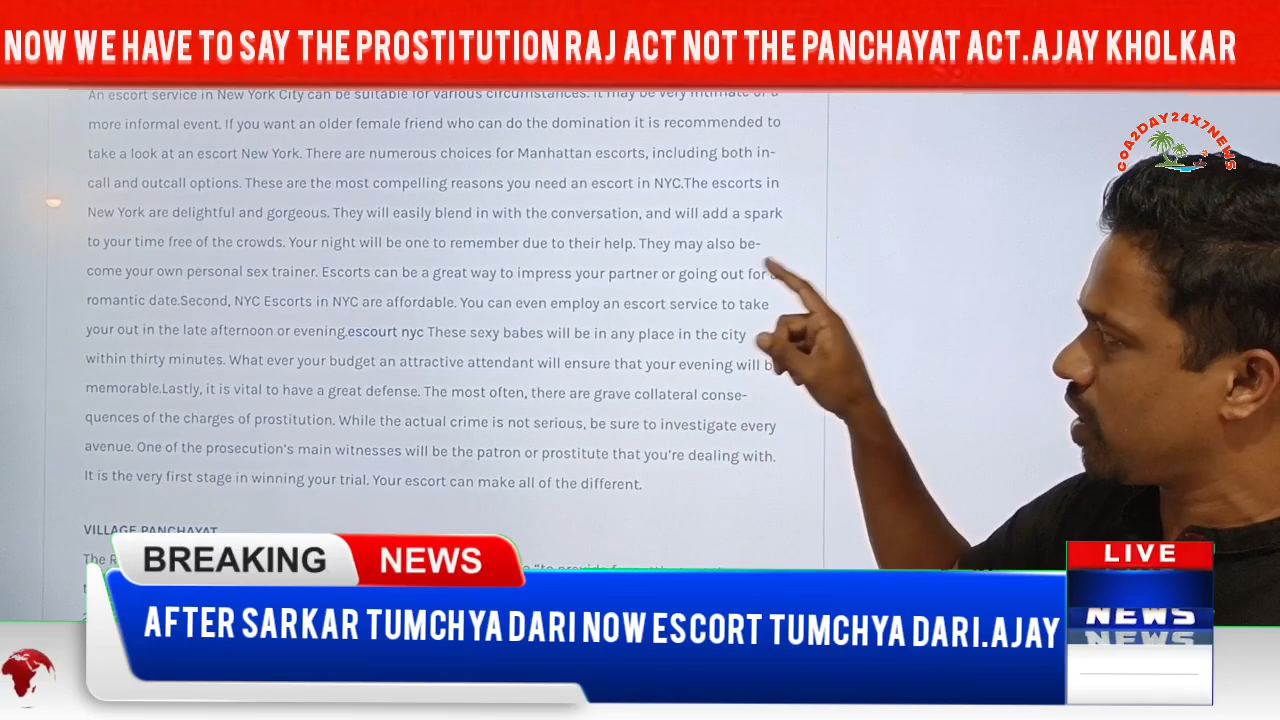 NOW WE HAVE TO SAY THE PROSTITUTION RAJ ACT NOT THE PANCHAYAT ACT.AJAY KHOLKAR
GOA2DAY24X7NEWS
An escort service in New York City can be suitable for various circumstances. It may be very intimate or a
more informal event. If you want an older female friend who can do the domination it is recommended to
take a look at an escort New York. There are numerous choices for Manhattan escorts, including both in-
call and outcall options. These are the most compelling reasons you need an escort in NYC.The escorts in
New York are delightful and gorgeous. They will easily blend in with the conversation, and will add a spark
to your time free of the crowds. Your night will be one to remember due to their help. They may also be-
come your own personal sex trainer. Escorts can be a great way to impress your partner or going out for a
romantic date.Second, NYC Escorts in NYC are affordable. You can even employ an escort service to take
your out in the late afternoon or evening.escourt nyc These sexy babes will be in any place in the city
within thirty minutes. What ever your budget an attractive attendant will ensure that your evening will b
memorable.Lastly, it is vital to have a great defense. The most often, there are grave collateral conse-
quences of the charges of prostitution. While the actual crime is not serious, be sure to investigate every
avenue. One of the prosecution's main witnesses will be the patron or prostitute that you're dealing with.
It is the very first stage in winning your trial. Your escort can make all of the different.
VILLAGE PANCHAYAT
The R
BREAKING NEWS
LIVE
NEWS
AFTER SARKAR TUMCHYA DARI NOW ESCORT TUMCHYA DARI.AJAY